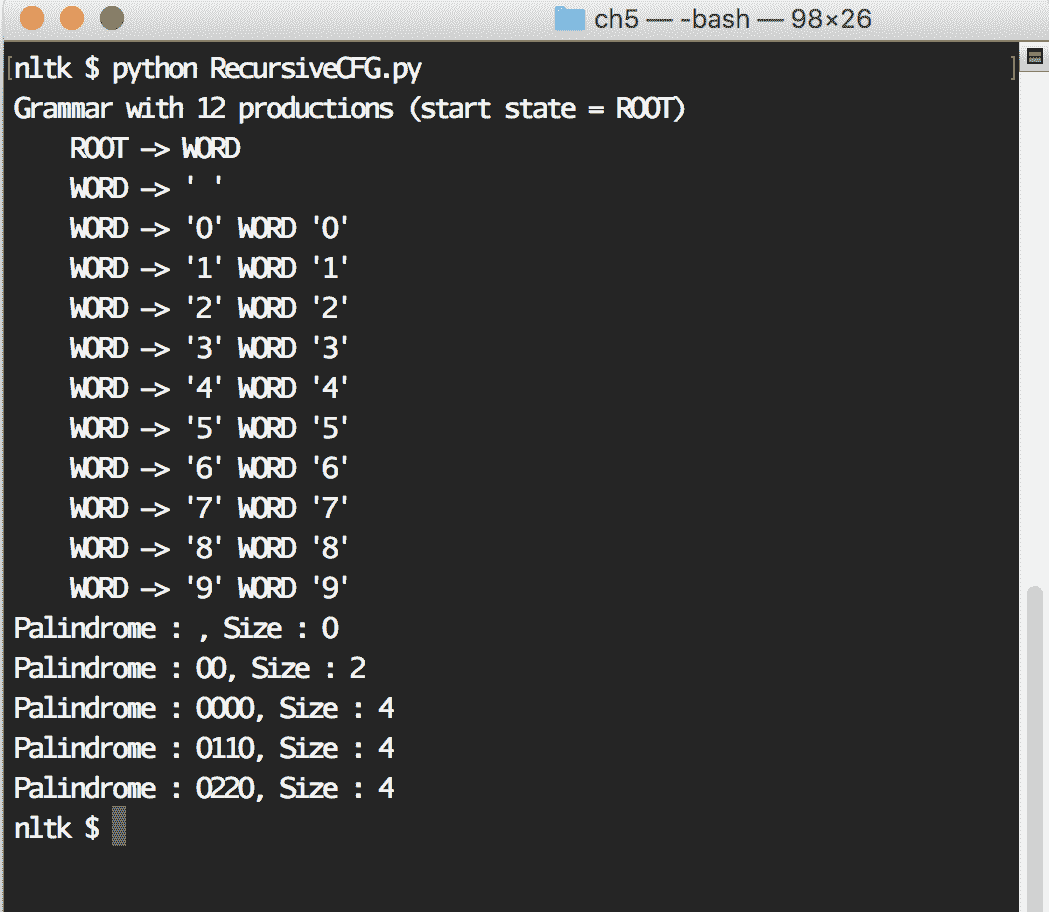 ch5 — -bash — 98×26
[nltk $ python RecursiveCFG.py ]
Grammar with 12 productions (start state = ROOT)
    ROOT -> WORD
    WORD -> ' '
    WORD -> '0' WORD '0'
    WORD -> '1' WORD '1'
    WORD -> '2' WORD '2'
    WORD -> '3' WORD '3'
    WORD -> '4' WORD '4'
    WORD -> '5' WORD '5'
    WORD -> '6' WORD '6'
    WORD -> '7' WORD '7'
    WORD -> '8' WORD '8'
    WORD -> '9' WORD '9'
Palindrome : , Size : 0
Palindrome : 00, Size : 2
Palindrome : 0000, Size : 4
Palindrome : 0110, Size : 4
Palindrome : 0220, Size : 4
nltk $